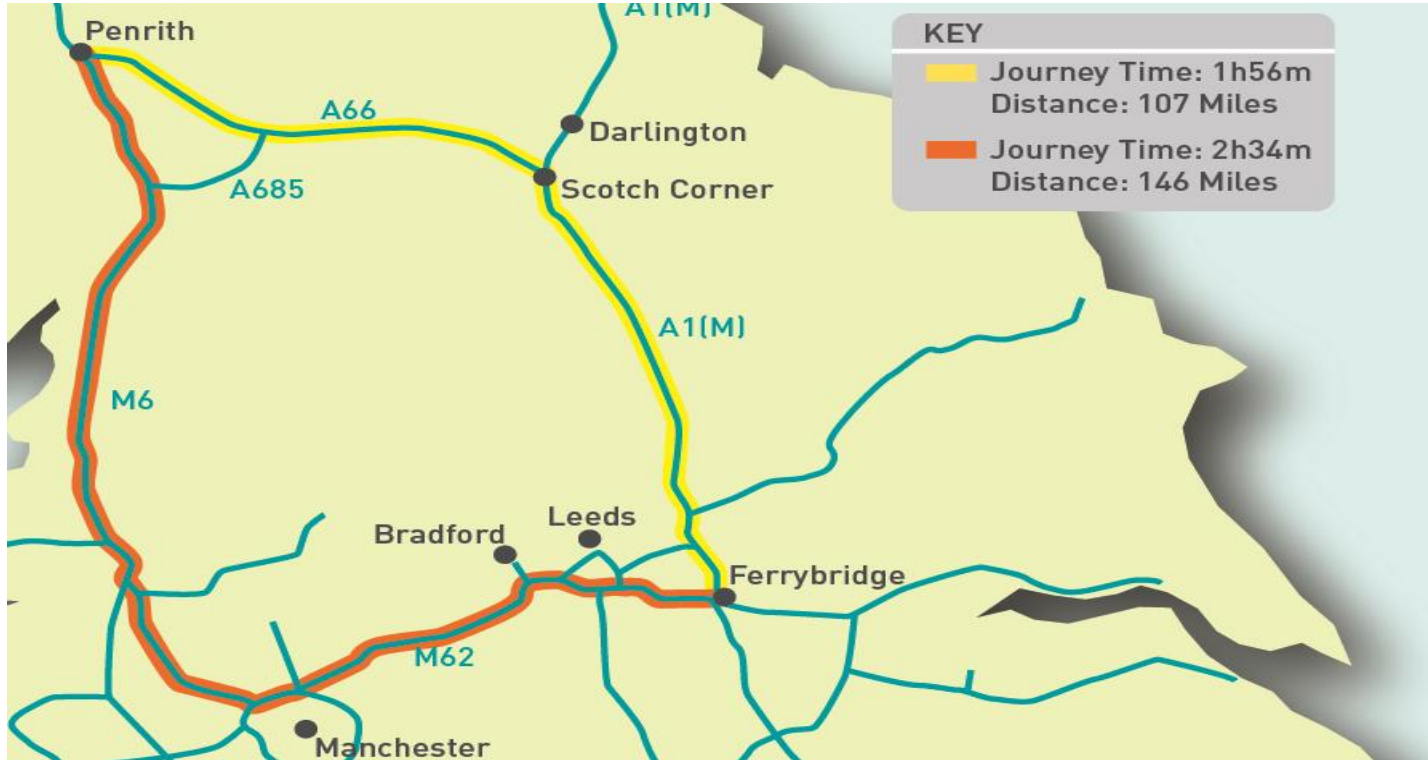 A1(M)
Penrith
KEY
Journey Time: 1h56m
Distance: 107 Miles
Journey Time: 2h34m
Distance: 146 Miles
A66
Darlington
A685
Scotch Corner
A1(M)
M6
Leeds
Bradford
Ferrybridge
M62
Manchester